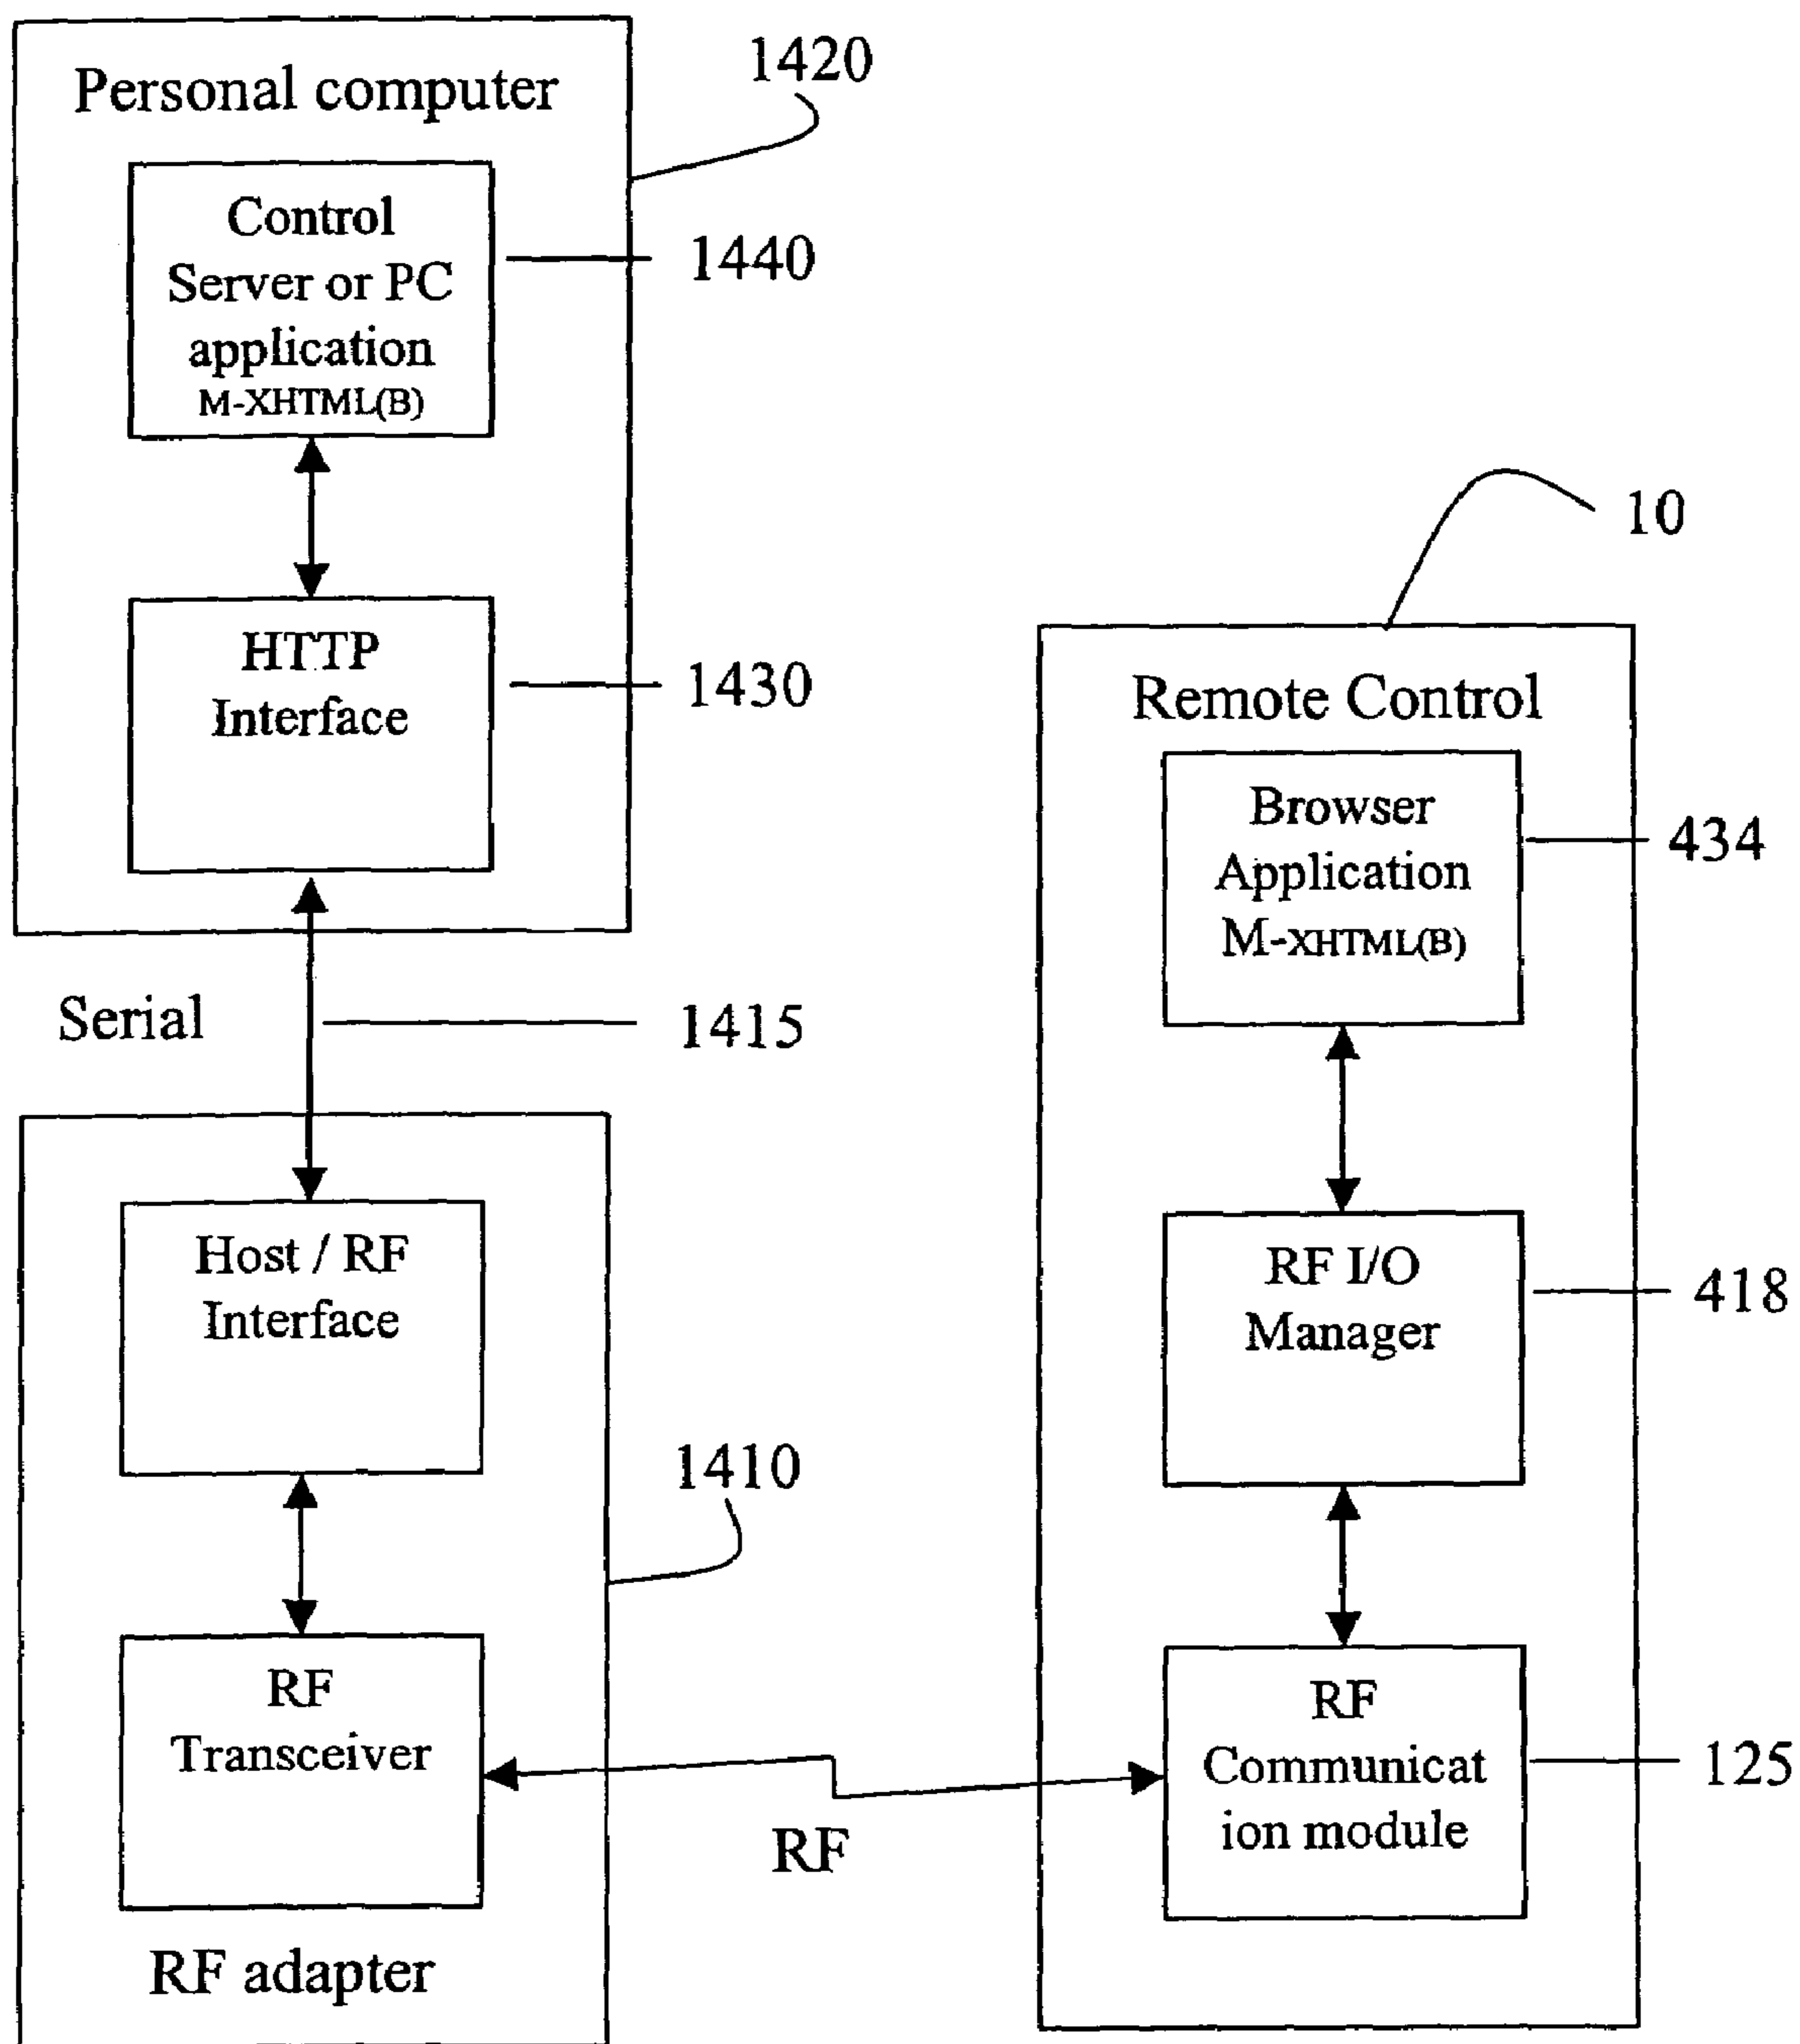 Personal computer
1420
Control
Server or PC
application
M-XHTML(B)
1440
HTTP
Interface
1430
Serial
1415
Host / RF
Interface
1410
RF
Transceiver
RF adapter
RF
10
Remote Control
Browser
Application
M-XHTML(B)
434
RF I/O
Manager
418
RF
Communicat
ion module
125